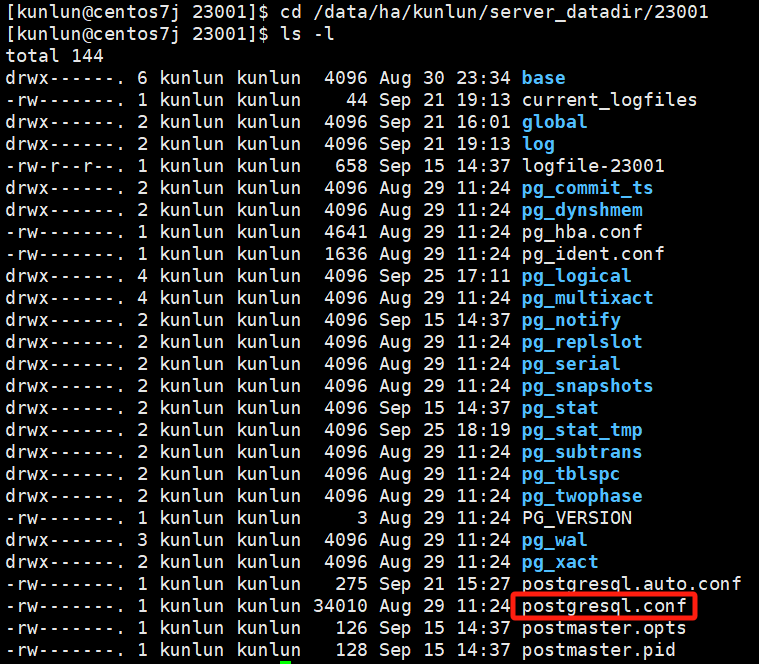 [kunlun@centos7j 23001]$ cd /data/ha/kunlun/server_datadir/23001
[kunlun@centos7j 23001]$ ls -l
total 144
drwx------. 6 kunlun kunlun  4096 Aug 30 23:34 base
-rw-------. 1 kunlun kunlun    44 Sep 21 19:13 current_logfiles
drwx------. 2 kunlun kunlun  4096 Sep 21 16:01 global
drwx------. 2 kunlun kunlun  4096 Sep 21 19:13 log
-rw-r--r--. 1 kunlun kunlun   658 Sep 15 14:37 logfile-23001
drwx------. 2 kunlun kunlun  4096 Aug 29 11:24 pg_commit_ts
drwx------. 2 kunlun kunlun  4096 Aug 29 11:24 pg_dynshmem
-rw-------. 1 kunlun kunlun  4641 Aug 29 11:24 pg_hba.conf
-rw-------. 1 kunlun kunlun  1636 Aug 29 11:24 pg_ident.conf
drwx------. 4 kunlun kunlun  4096 Sep 25 17:11 pg_logical
drwx------. 4 kunlun kunlun  4096 Aug 29 11:24 pg_multixact
drwx------. 2 kunlun kunlun  4096 Sep 15 14:37 pg_notify
drwx------. 2 kunlun kunlun  4096 Aug 29 11:24 pg_replslot
drwx------. 2 kunlun kunlun  4096 Aug 29 11:24 pg_serial
drwx------. 2 kunlun kunlun  4096 Aug 29 11:24 pg_snapshots
drwx------. 2 kunlun kunlun  4096 Sep 15 14:37 pg_stat
drwx------. 2 kunlun kunlun  4096 Sep 25 18:19 pg_stat_tmp
drwx------. 2 kunlun kunlun  4096 Aug 29 11:24 pg_subtrans
drwx------. 2 kunlun kunlun  4096 Aug 29 11:24 pg_tblspc
drwx------. 2 kunlun kunlun  4096 Aug 29 11:24 pg_twophase
-rw-------. 1 kunlun kunlun     3 Aug 29 11:24 PG_VERSION
drwx------. 3 kunlun kunlun  4096 Aug 29 11:24 pg_wal
drwx------. 2 kunlun kunlun  4096 Aug 29 11:24 pg_xact
-rw-------. 1 kunlun kunlun   275 Sep 21 15:27 postgresql.auto.conf
-rw-------. 1 kunlun kunlun 34010 Aug 29 11:24 postgresql.conf
-rw-------. 1 kunlun kunlun   126 Sep 15 14:37 postmaster.opts
-rw-------. 1 kunlun kunlun   128 Sep 15 14:37 postmaster.pid